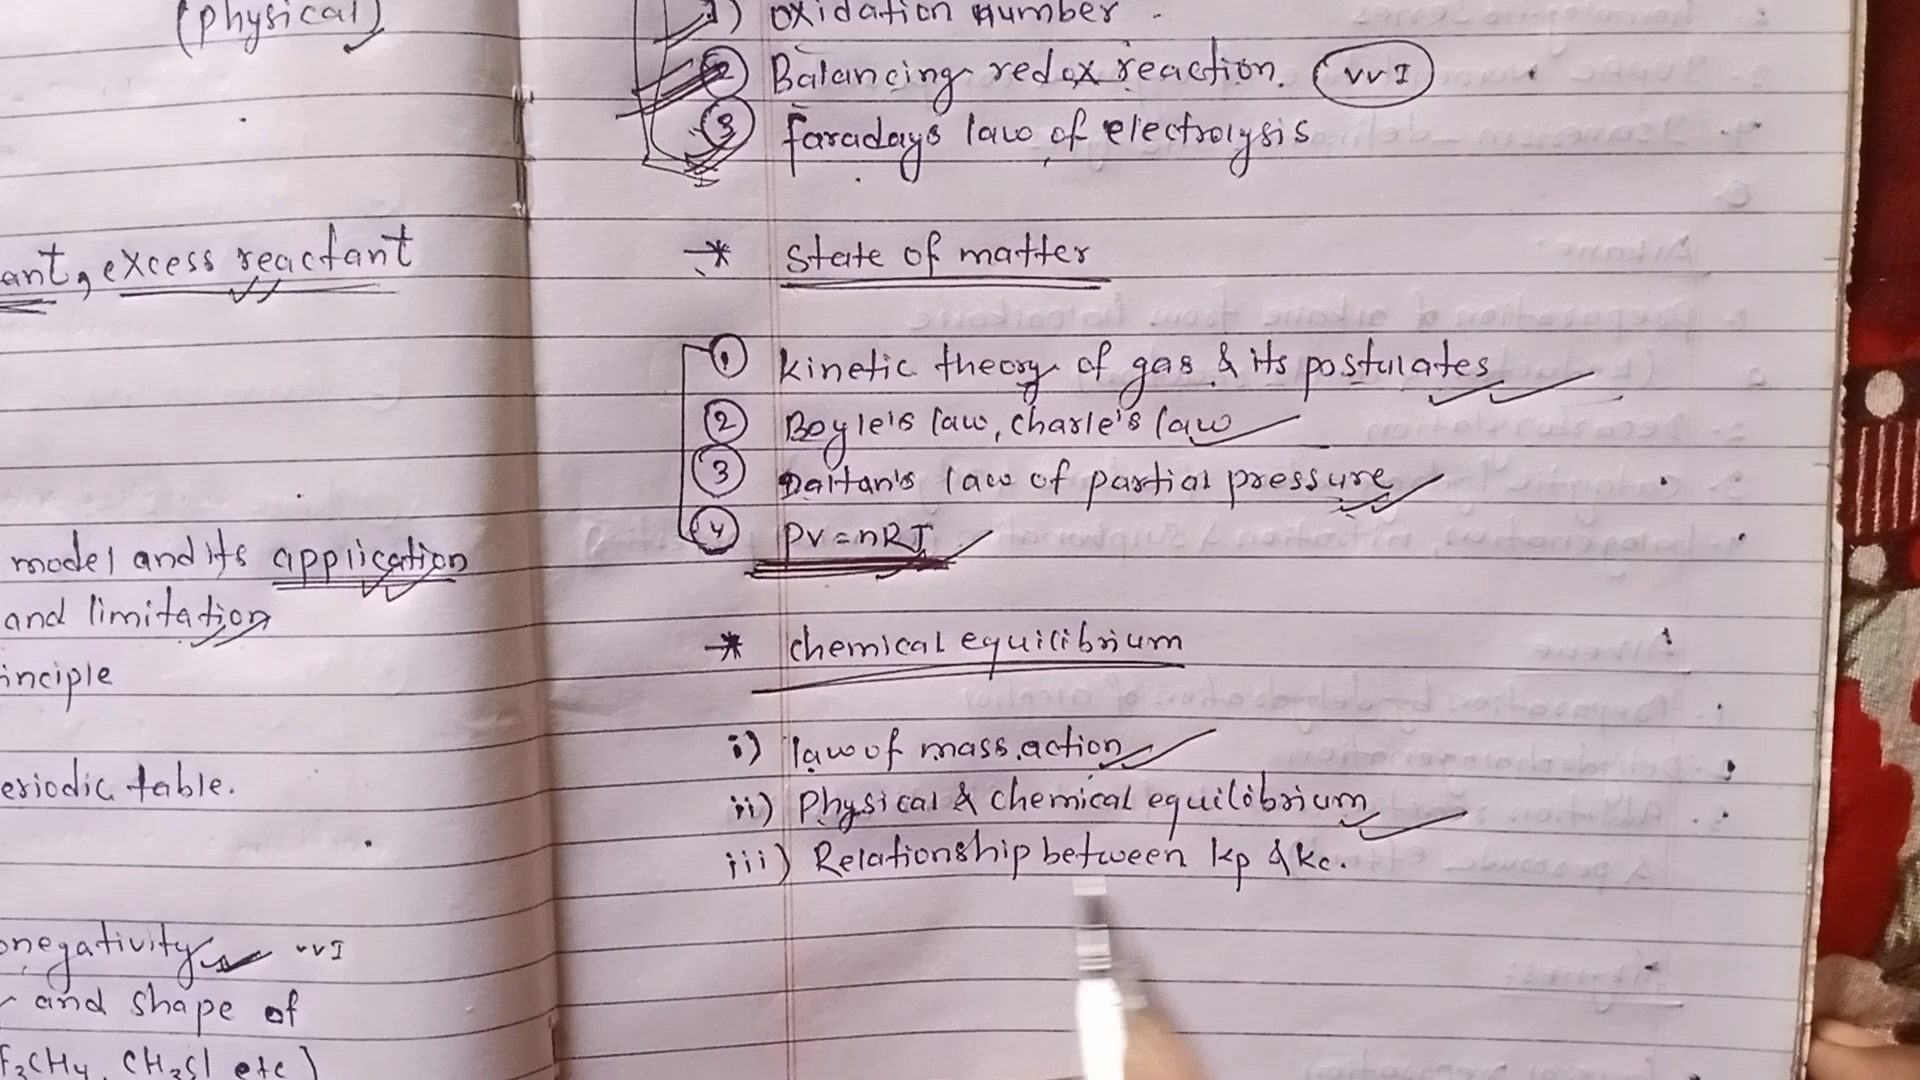 (physical)
ant, excess reactant
model and its application
and limitation
inciple
eriodic table.
onegativity vvI
and shape of
CH3Cl etc)
1) oxidation number.
2 Balancing redox reaction. vvI
3 faradays law of electrolysis
* state of matter
1 kinetic theory of gas & its postulates
2 Boyle's law, charle's law
3 Daltan's law of partial pressure
4 PV=nRT
* chemical equilibrium
i) law of mass action
ii) Physical & chemical equilibrium
iii) Relationship between kp & kc.